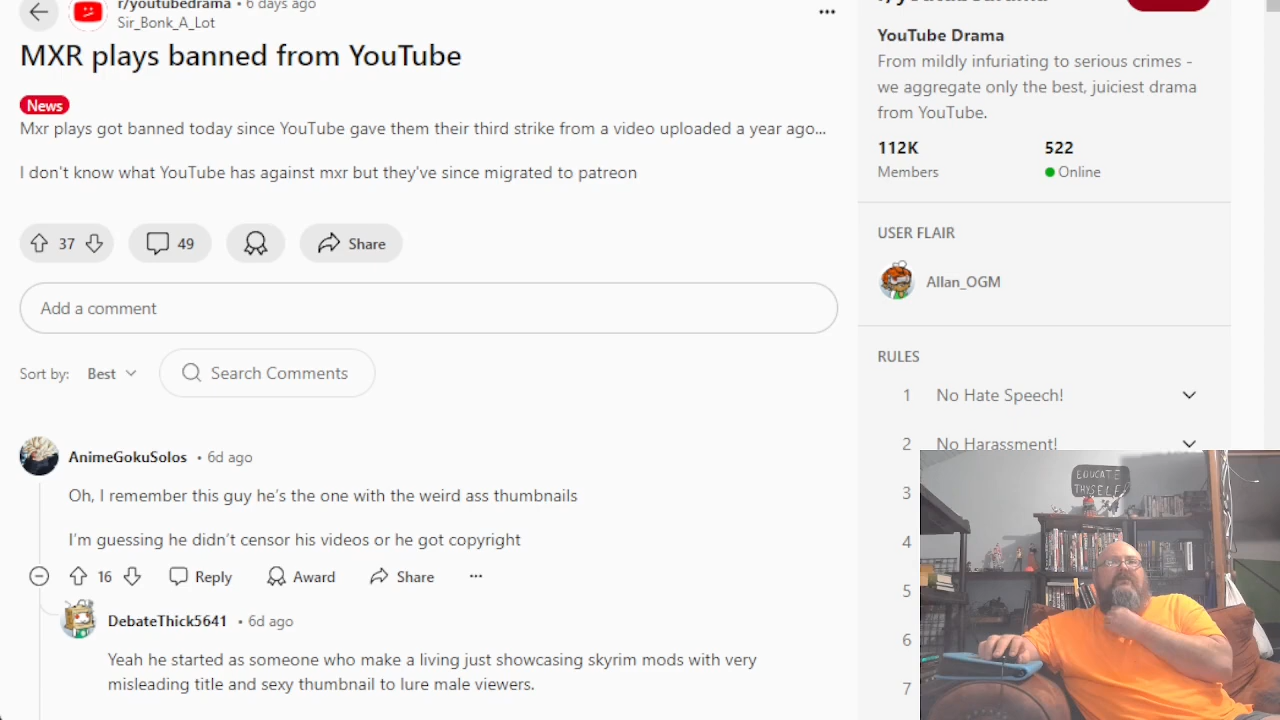 r/youtubedrama • 6 days ago
Sir_Bonk_A_Lot
MXR plays banned from YouTube
News
Mxr plays got banned today since YouTube gave them their third strike from a video uploaded a year ago...
I don't know what YouTube has against mxr but they've since migrated to patreon
37
49
Share
Add a comment
Sort by:
Best
Search Comments
AnimeGokuSolos • 6d ago
Oh, I remember this guy he's the one with the weird ass thumbnails
I'm guessing he didn't censor his videos or he got copyright
16
Reply
Award
Share
DebateThick5641 • 6d ago
Yeah he started as someone who make a living just showcasing skyrim mods with very
misleading title and sexy thumbnail to lure male viewers.
r/youtubedrama
YouTube Drama
From mildly infuriating to serious crimes -
we aggregate only the best, juiciest drama
from YouTube.
112K
522
Members
Online
USER FLAIR
Allan_OGM
RULES
1 No Hate Speech!
2 No Harassment!
3
4
5
6
7
EDUCATE
THYSELF